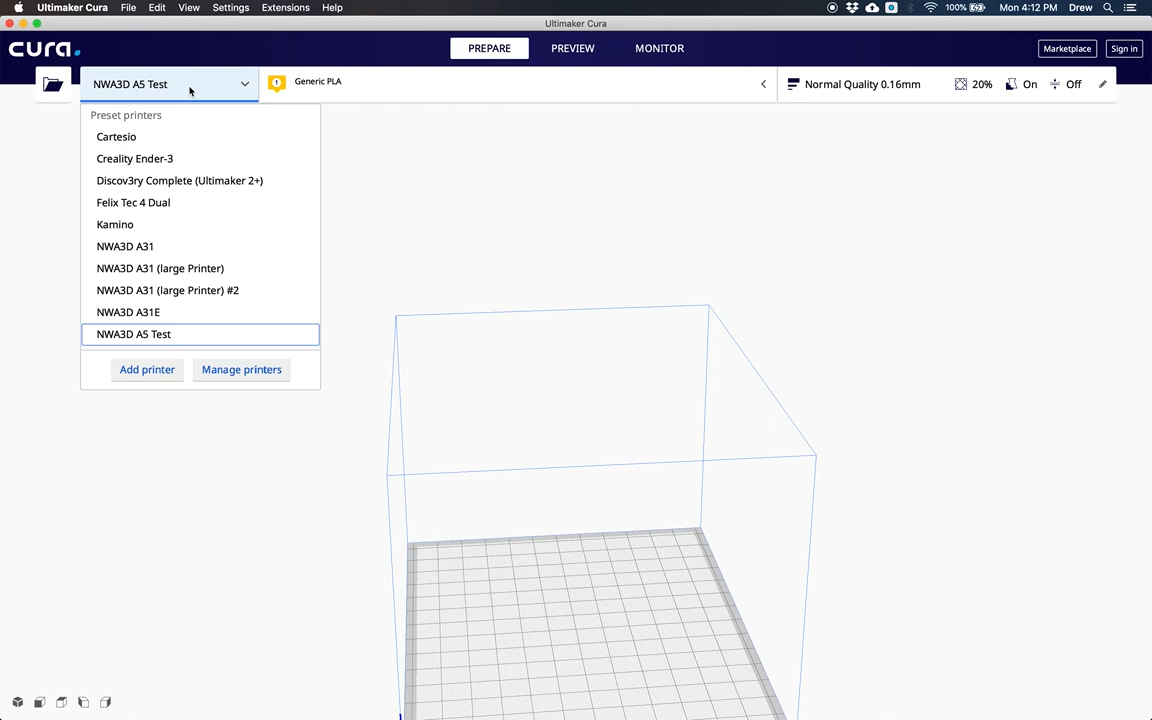 Ultimaker Cura File Edit View Settings Extensions Help 100% Mon 4:12 PM Drew
Ultimaker Cura
cura. PREPARE PREVIEW MONITOR Marketplace Sign in
NWA3D A5 Test 1 Generic PLA Normal Quality 0.16mm 20% On Off
Preset printers
Cartesio
Creality Ender-3
Discov3ry Complete (Ultimaker 2+)
Felix Tec 4 Dual
Kamino
NWA3D A31
NWA3D A31 (large Printer)
NWA3D A31 (large Printer) #2
NWA3D A31E
NWA3D A5 Test
Add printer Manage printers